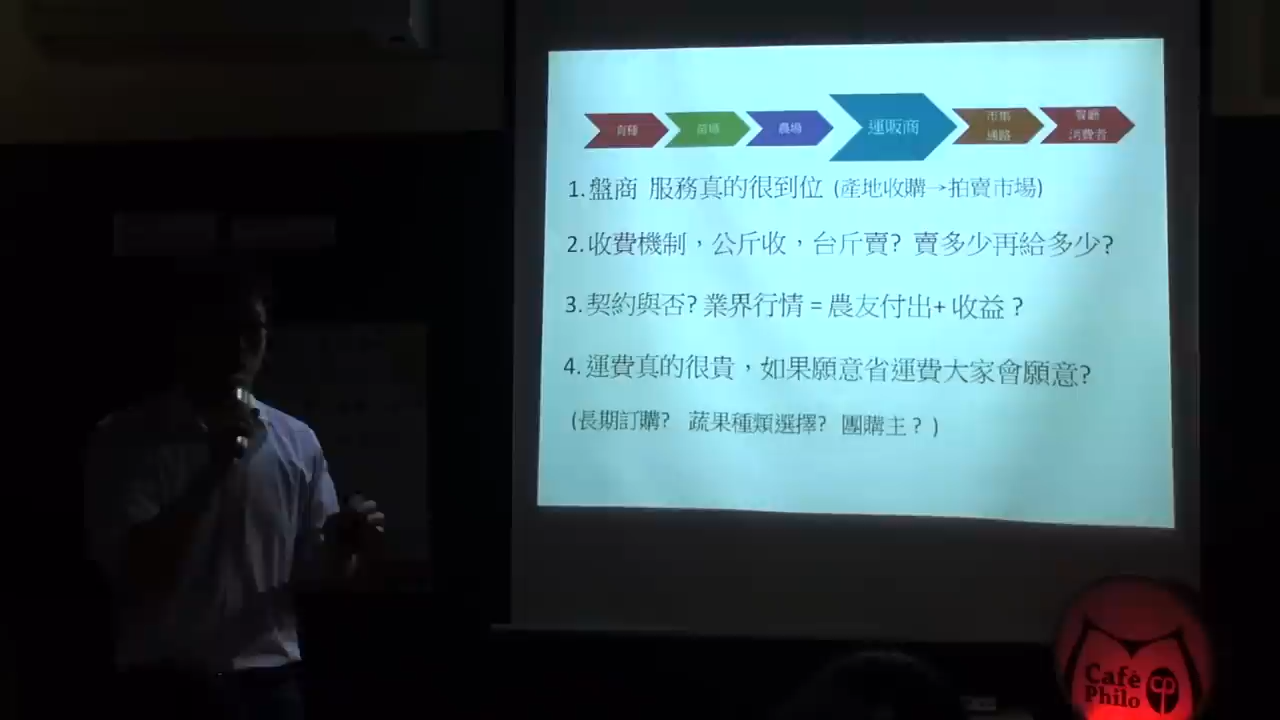 育種
苗場
農場
運販商
市集
通路
餐廳
消費者
1. 盤商 服務真的很到位 (產地收購→拍賣市場)
2. 收費機制，公斤收，台斤賣? 賣多少再給多少?
3. 契約與否? 業界行情 = 農友付出+ 收益 ?
4. 運費真的很貴，如果願意省運費大家會願意?
(長期訂購? 蔬果種類選擇? 團購主 ? )
Café
Philo